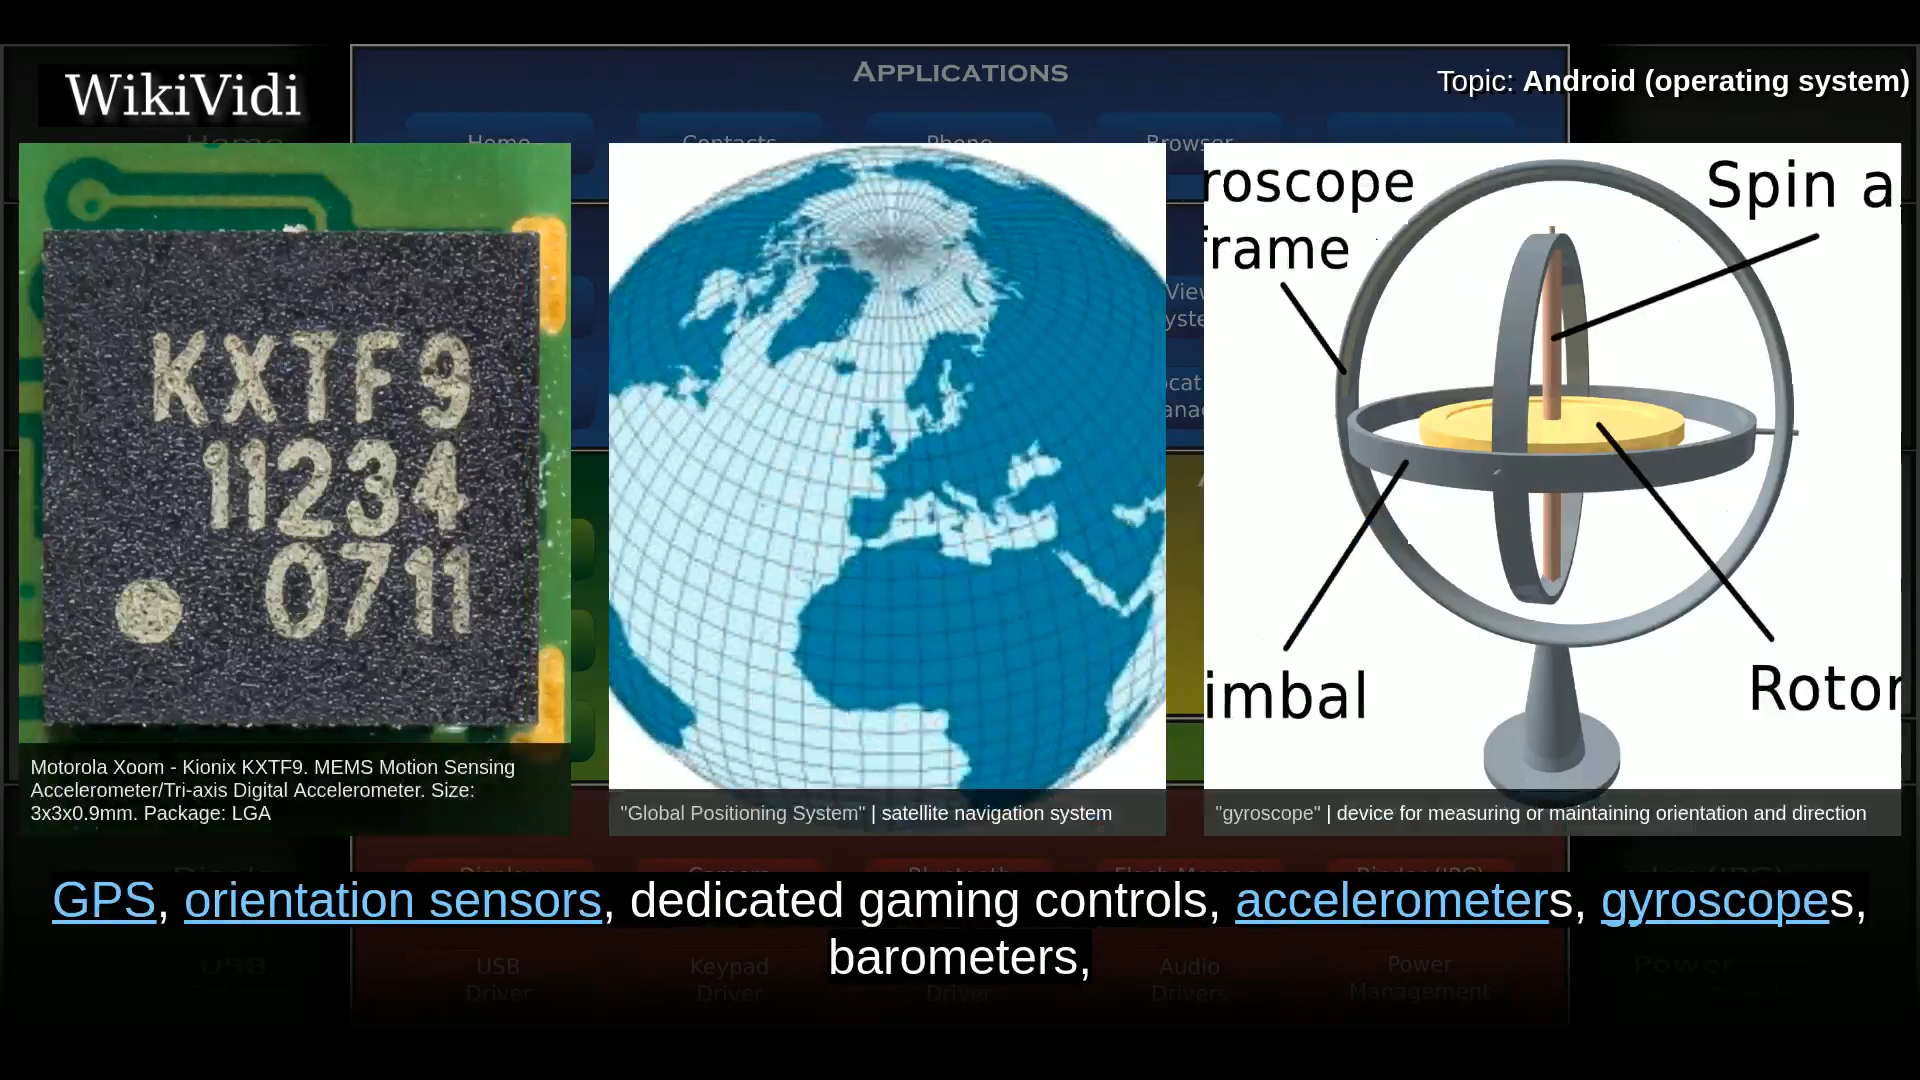 APPLICATIONS
WikiVidi
Topic: Android (operating system)
Home
Home
Contacts
Phone
Browser
KXTF9
11234
0711
roscope
frame
Spin a
imbal
Rotor
Motorola Xoom - Kionix KXTF9. MEMS Motion Sensing
Accelerometer/Tri-axis Digital Accelerometer. Size:
3x3x0.9mm. Package: LGA
"Global Positioning System" | satellite navigation system
"gyroscope" | device for measuring or maintaining orientation and direction
GPS, orientation sensors, dedicated gaming controls, accelerometers, gyroscopes,
barometers,
USB
Driver
Keypad
Driver
Driver
Audio
Drivers
Power
Management
USB
Power